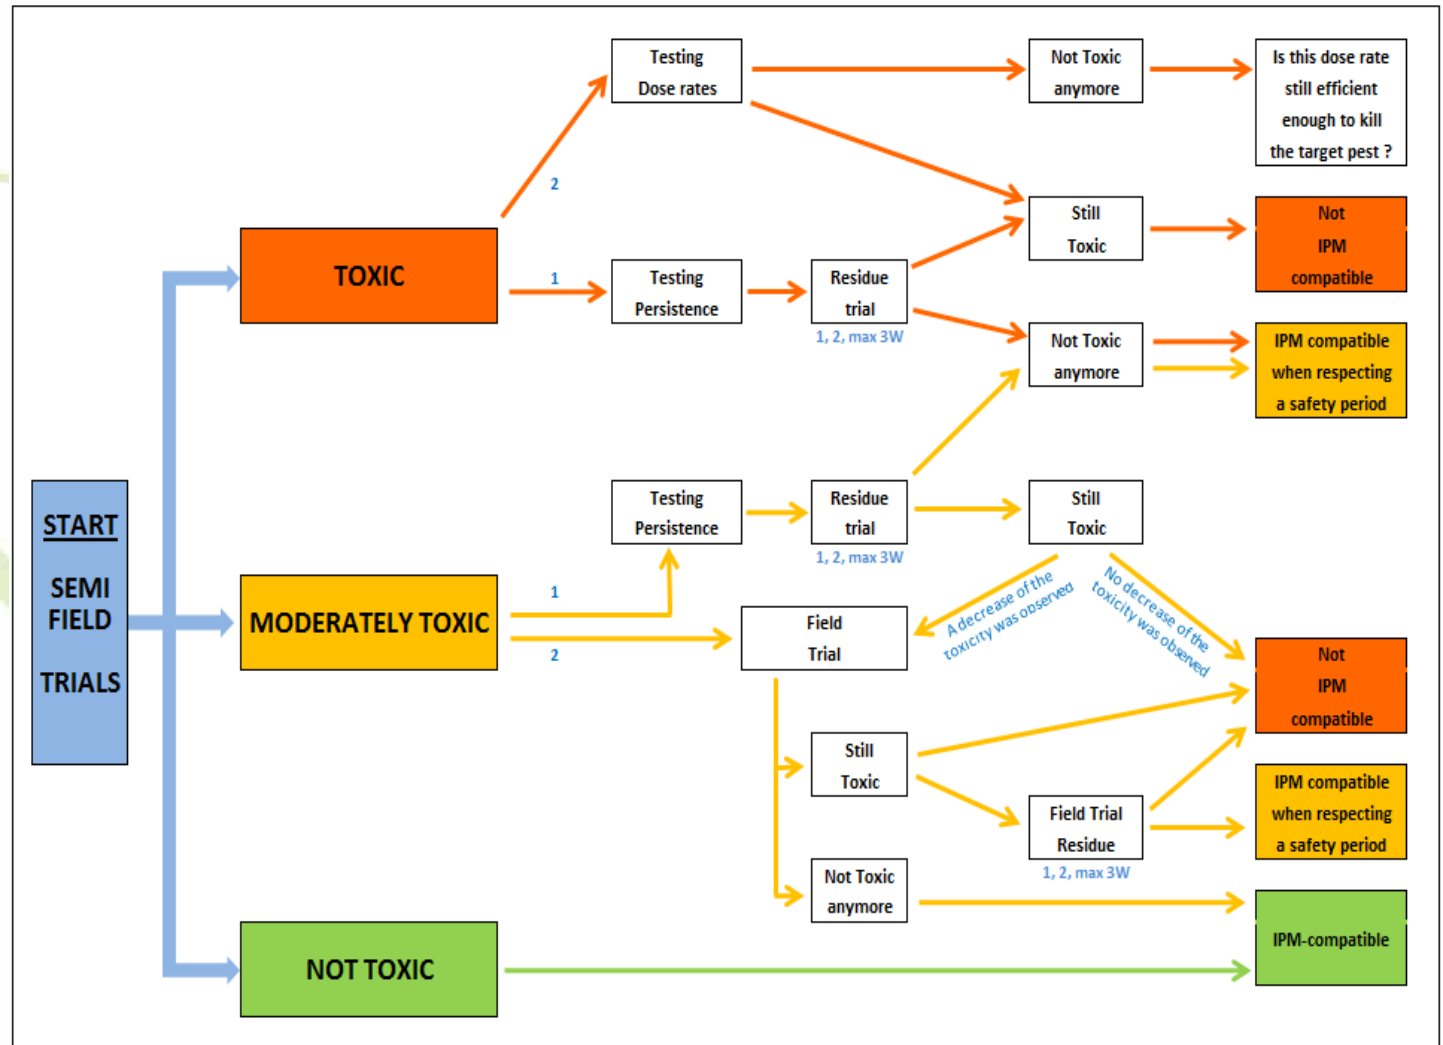 START
SEMI
FIELD
TRIALS
TOXIC
2
1
Testing
Dose rates
Not Toxic
anymore
Is this dose rate
still efficient
enough to kill
the target pest ?
Still
Toxic
Not
IPM
compatible
Testing
Persistence
Residue
trial
1, 2, max 3W
Not Toxic
anymore
IPM compatible
when respecting
a safety period
MODERATELY TOXIC
1
2
Testing
Persistence
Residue
trial
1, 2, max 3W
Still
Toxic
A decrease of the
toxicity was observed
No decrease of the
toxicity was observed
Field
Trial
Not
IPM
compatible
Still
Toxic
Field Trial
Residue
1, 2, max 3W
IPM compatible
when respecting
a safety period
Not Toxic
anymore
IPM-compatible
NOT TOXIC